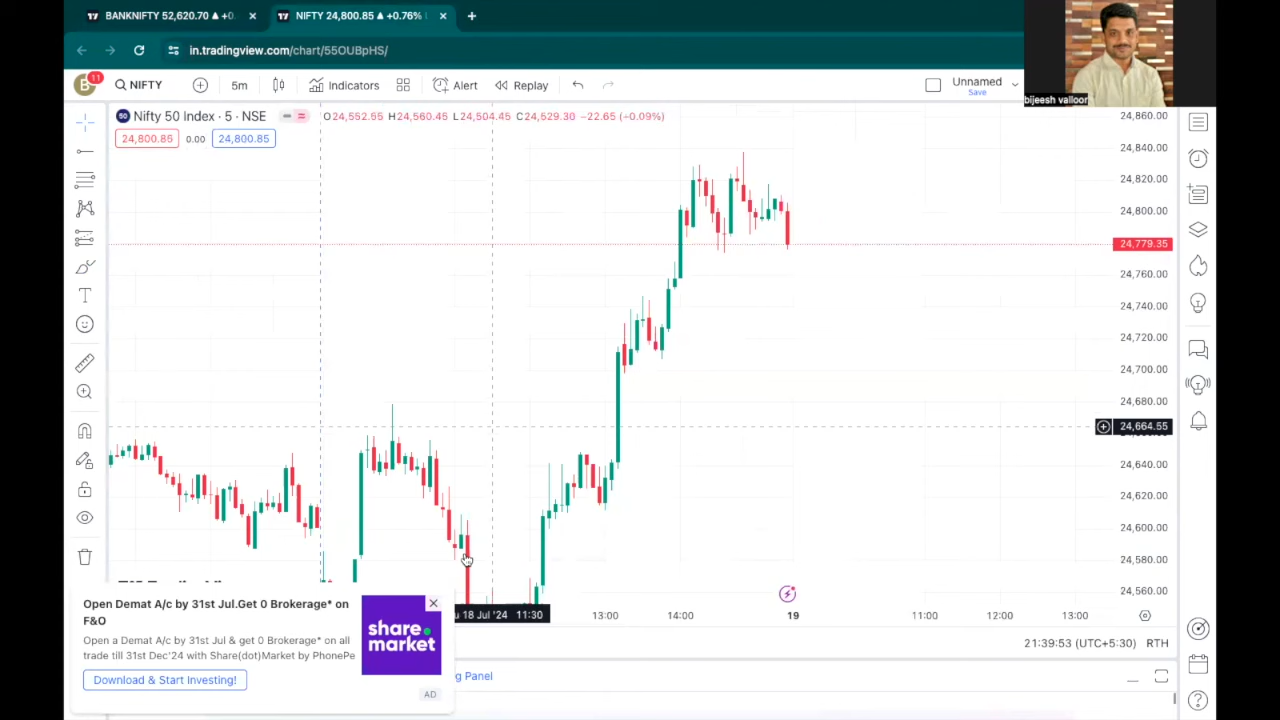 BANKNIFTY 52,620.70 ▲ +0.
NIFTY 24,800.85 ▲ +0.76%
in.tradingview.com/chart/55OUBpHS/
B 11 NIFTY 5m Indicators Alert Replay Unnamed
Save
bijeesh valloor
50 Nifty 50 Index · 5 · NSE O24,552.55 H24,560.45 L24,504.45 C24,529.30 −22.65 (+0.09%)
24,800.85 0.00 24,800.85
24,860.00
24,840.00
24,820.00
24,800.00
24,779.35
24,760.00
24,740.00
24,720.00
24,700.00
24,680.00
24,664.55
24,640.00
24,620.00
24,600.00
24,580.00
24,560.00
u 18 Jul '24 11:30 13:00 14:00 19 11:00 12:00 13:00
21:39:53 (UTC+5:30) RTH
Open Demat A/c by 31st Jul.Get 0 Brokerage* on
F&O
Open a Demat A/c by 31st Jul & get 0 Brokerage* on all
trade till 31st Dec'24 with Share(dot)Market by PhonePe
Download & Start Investing!
share.
market
AD
g Panel